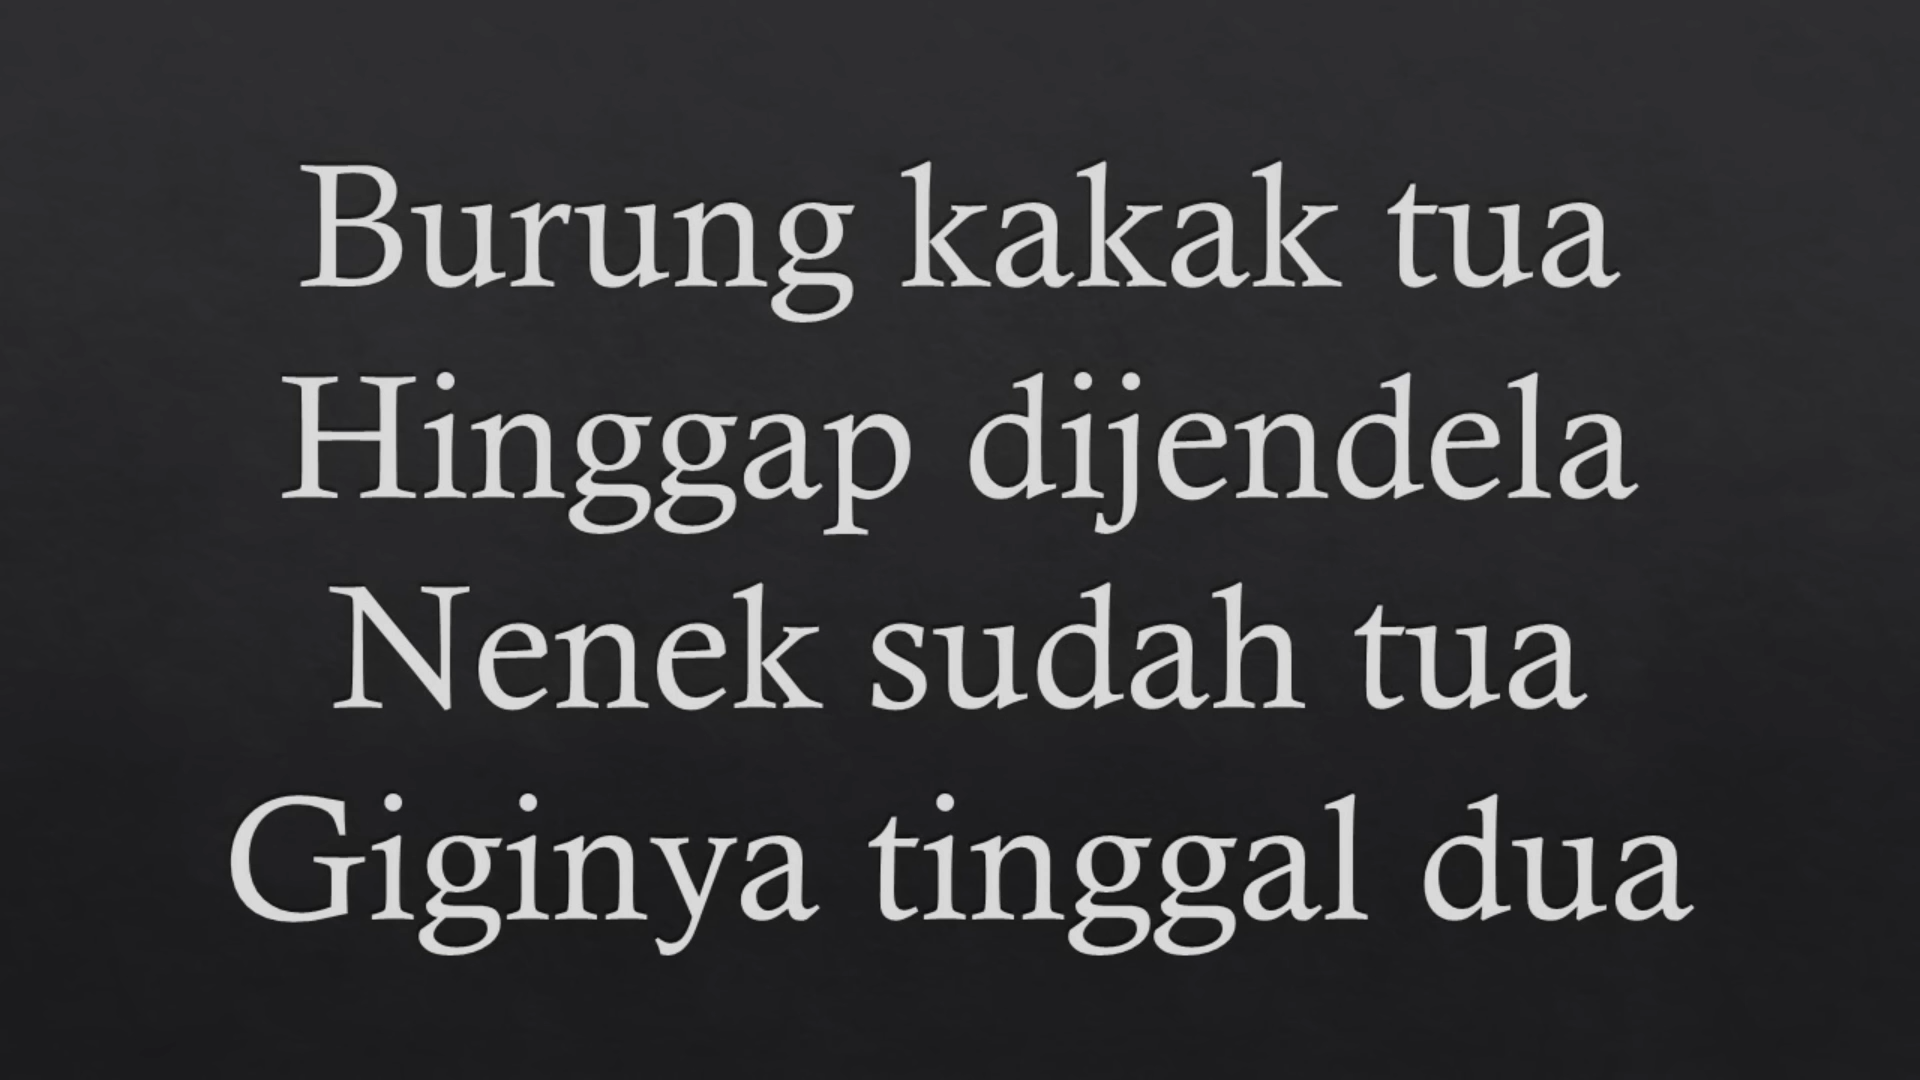 Burung kakak tua
Hinggap dijendela
Nenek sudah tua
Giginya tinggal dua